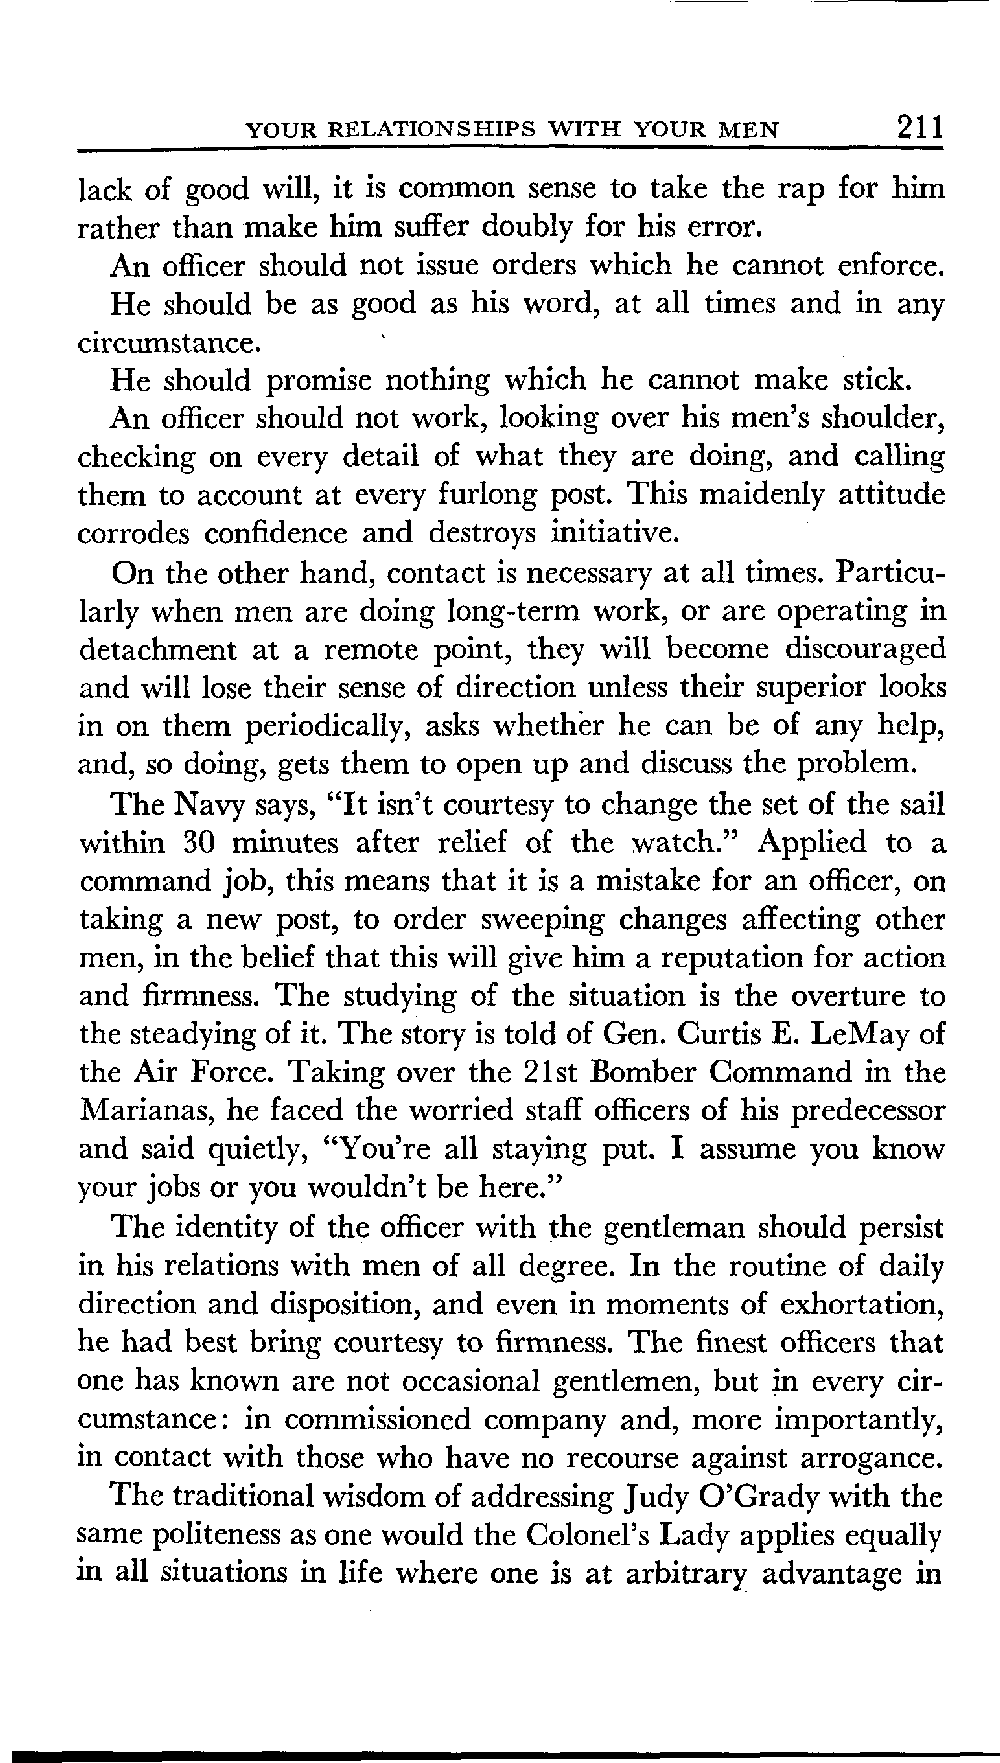 YOUR RELATIONSHIPS WITH YOUR MEN 211
lack of good will, it is common sense to take the rap for him
rather than make him suffer doubly for his error.
An officer should not issue orders which he cannot enforce.
He should be as good as his word, at all times and in any
circumstance.
He should promise nothing which he cannot make stick.
An officer should not work, looking over his men's shoulder,
checking on every detail of what they are doing, and calling
them to account at every furlong post. This maidenly attitude
corrodes confidence and destroys initiative.
On the other hand, contact is necessary at all times. Particu-
larly when men are doing long-term work, or are operating in
detachment at a remote point, they will become discouraged
and will lose their sense of direction unless their superior looks
in on them periodically, asks whether he can be of any help,
and, so doing, gets them to open up and discuss the problem.
The Navy says, "It isn't courtesy to change the set of the sail
within 30 minutes after relief of the watch." Applied to a
command job, this means that it is a mistake for an officer, on
taking a new post, to order sweeping changes affecting other
men, in the belief that this will give him a reputation for action
and firmness. The studying of the situation is the overture to
the steadying of it. The story is told of Gen. Curtis E. LeMay of
the Air Force. Taking over the 21st Bomber Command in the
Marianas, he faced the worried staff officers of his predecessor
and said quietly, "You're all staying put. I assume you know
your jobs or you wouldn't be here."
The identity of the officer with the gentleman should persist
in his relations with men of all degree. In the routine of daily
direction and disposition, and even in moments of exhortation,
he had best bring courtesy to firmness. The finest officers that
one has known are not occasional gentlemen, but in every cir-
cumstance: in commissioned company and, more importantly,
in contact with those who have no recourse against arrogance.
The traditional wisdom of addressing Judy O'Grady with the
same politeness as one would the Colonel's Lady applies equally
in all situations in life where one is at arbitrary advantage in